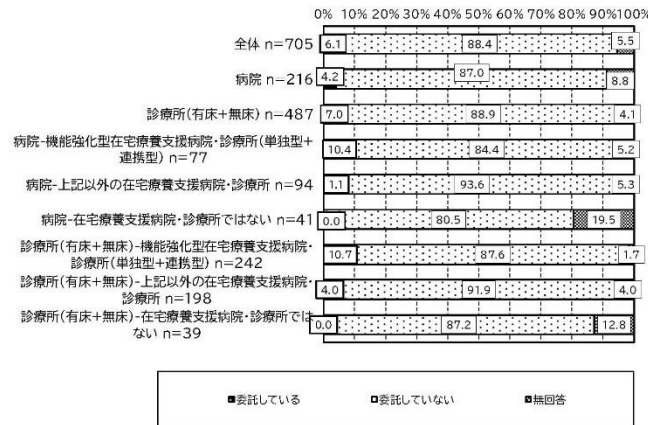 0% 10% 20% 30% 40% 50% 60% 70% 80% 90%100%
全体 n=705 6.1 88.4 5.5
病院 n=216 4.2 87.0 8.8
診療所(有床+無床) n=487 7.0 88.9 4.1
病院-機能強化型在宅療養支援病院・診療所(単独型+
連携型) n=77 10.4 84.4 5.2
病院-上記以外の在宅療養支援病院・診療所 n=94 1.1 93.6 5.3
病院-在宅療養支援病院・診療所ではない n=41 0.0 80.5 19.5
診療所(有床+無床)-機能強化型在宅療養支援病院・
診療所(単独型+連携型) n=242 10.7 87.6 1.7
診療所(有床+無床)-上記以外の在宅療養支援病院・
診療所 n=198 4.0 91.9 4.0
診療所(有床+無床)-在宅療養支援病院・診療所では
ない n=39 0.0 87.2 12.8
委託している 委託していない 無回答